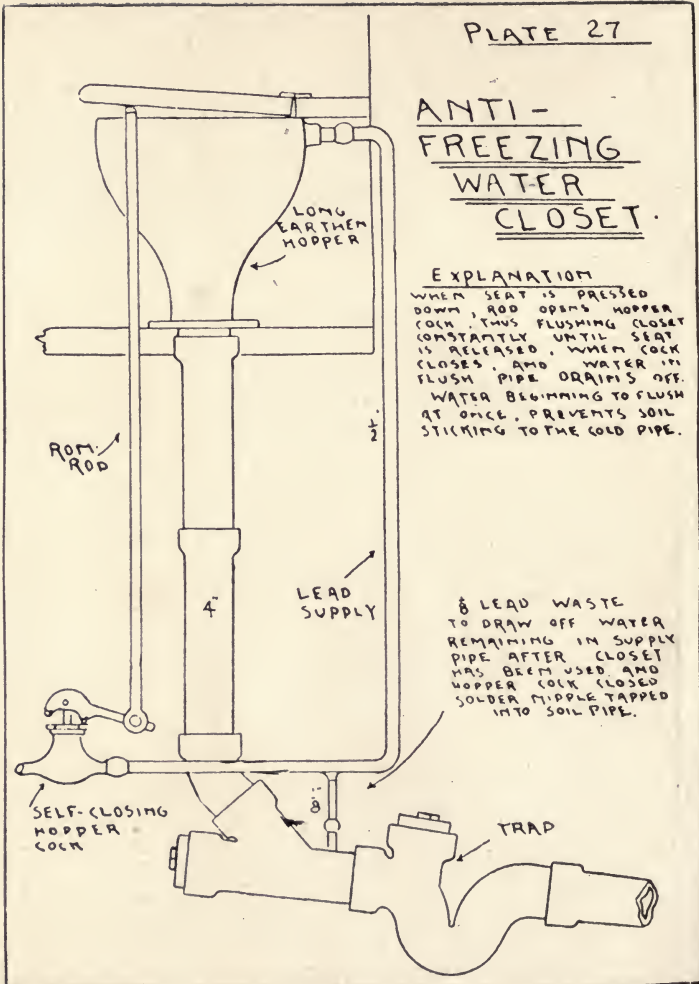 PLATE 27
ANTI-
FREEZING
WATER
CLOSET.
EXPLANATION
WHEN SEAT IS PRESSED
DOWN, ROD OPENS HOPPER
COCK, THUS FLUSHING CLOSET
CONSTANTLY UNTIL SEAT
IS RELEASED, WHEN COCK
CLOSES, AND WATER IN
FLUSH PIPE DRAINS OFF.
WATER BEGINNING TO FLUSH
AT ONCE, PREVENTS SOIL
STICKING TO THE COLD PIPE.
LONG
EARTHEN
HOPPER
½"
RON.
ROD
4"
LEAD
SUPPLY
⅛ LEAD WASTE
TO DRAW OFF WATER
REMAINING IN SUPPLY
PIPE AFTER CLOSET
HAS BEEN USED AND
HOPPER COCK CLOSED
SOLDER NIPPLE TAPPED
INTO SOIL PIPE.
SELF-CLOSING
HOPPER
COCK
⅛"
TRAP